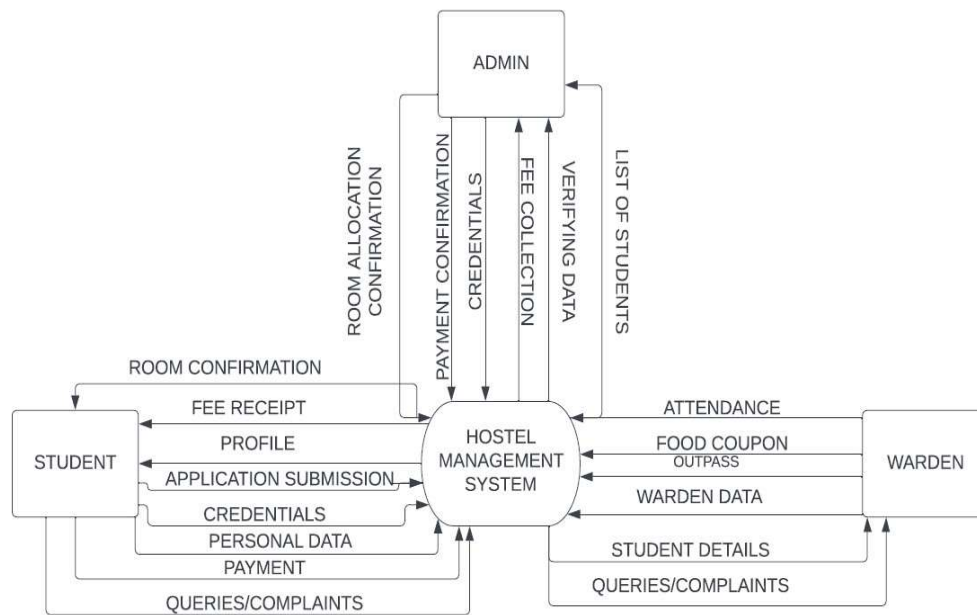 ADMIN
ROOM ALLOCATION
CONFIRMATION
PAYMENT CONFIRMATION
CREDENTIALS
FEE COLLECTION
VERIFYING DATA
LIST OF STUDENTS
ROOM CONFIRMATION
FEE RECEIPT
PROFILE
STUDENT
APPLICATION SUBMISSION
CREDENTIALS
PERSONAL DATA
PAYMENT
QUERIES/COMPLAINTS
HOSTEL
MANAGEMENT
SYSTEM
ATTENDANCE
FOOD COUPON
OUTPASS
WARDEN
WARDEN DATA
STUDENT DETAILS
QUERIES/COMPLAINTS